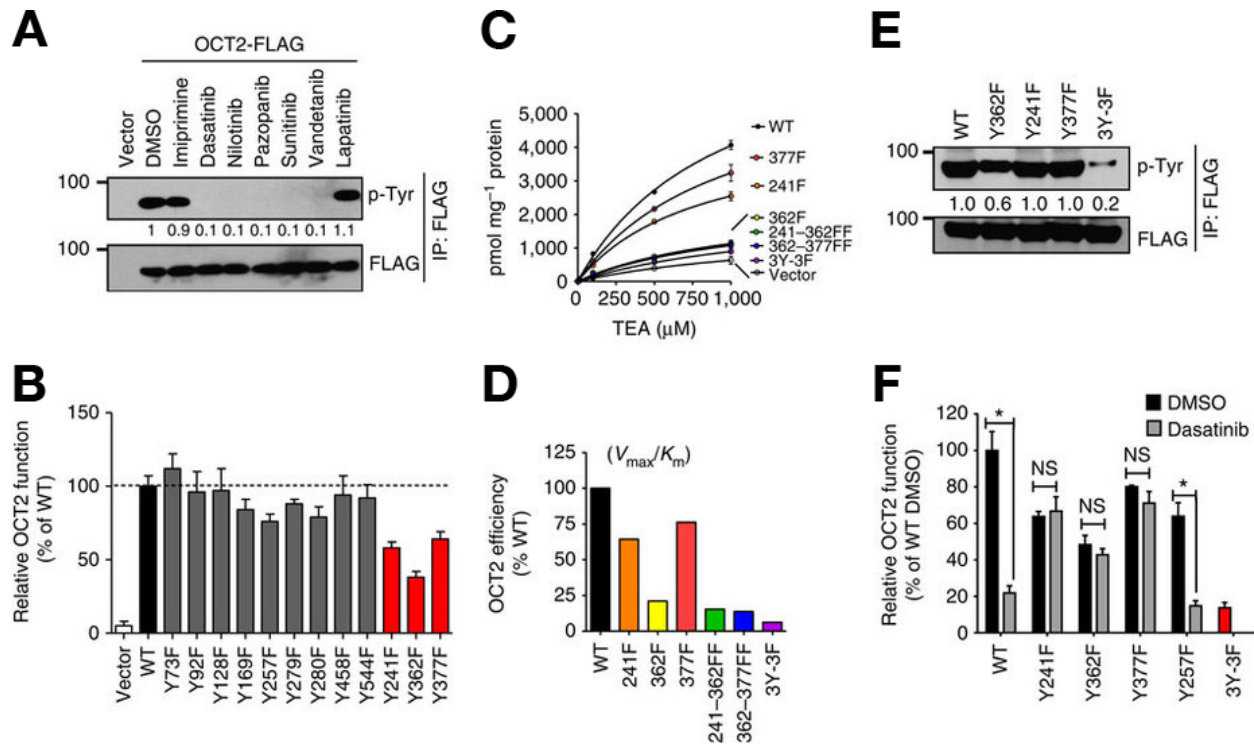 A
OCT2-FLAG
Vector
DMSO
Imiprimine
Dasatinib
Nilotinib
Pazopanib
Sunitinib
Vandetanib
Lapatinib
100
p-Tyr
1 0.9 0.1 0.1 0.1 0.1 0.1 1.1
100
FLAG
IP: FLAG
C
pmol mg⁻¹ protein
5,000
4,000
3,000
2,000
1,000
0
0 250 500 750 1,000
TEA (μM)
WT
377F
241F
362F
241–362FF
362–377FF
3Y-3F
Vector
E
WT
Y362F
Y241F
Y377F
3Y-3F
100
p-Tyr
1.0 0.6 1.0 1.0 0.2
100
FLAG
IP: FLAG
B
Relative OCT2 function
(% of WT)
150
100
50
0
Vector
WT
Y73F
Y92F
Y128F
Y169F
Y257F
Y279F
Y280F
Y458F
Y544F
Y241F
Y362F
Y377F
D
(Vmax/Km)
OCT2 efficiency
(% WT)
125
100
75
50
25
0
WT
241F
362F
377F
241–362FF
362–377FF
3Y-3F
F
DMSO
Dasatinib
Relative OCT2 function
(% of WT DMSO)
120
100
80
60
40
20
0
*
NS
NS
NS
*
WT
Y241F
Y362F
Y377F
Y257F
3Y-3F